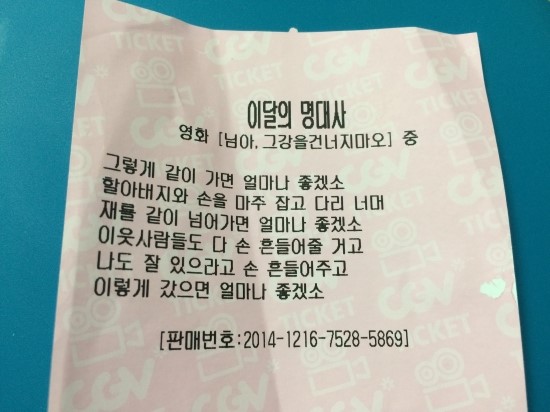 이달의 명대사
영화 [님아, 그강을건너지마오] 중
그렇게 같이 가면 얼마나 좋겠소
할아버지와 손을 마주 잡고 다리 너머
재를 같이 넘어가면 얼마나 좋겠소
이웃사람들도 다 손 흔들어줄 거고
나도 잘 있으라고 손 흔들어주고
이렇게 갔으면 얼마나 좋겠소
[판매번호:2014-1216-7528-5869]
TICKET
CGV